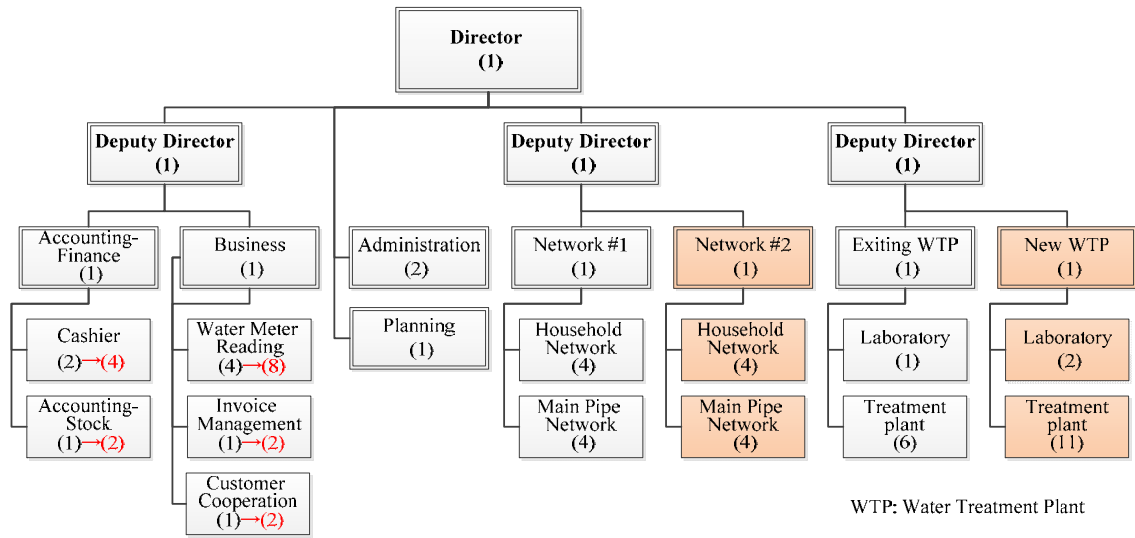 Director
(1)
Deputy Director
(1)
Deputy Director
(1)
Deputy Director
(1)
Accounting-
Finance
(1)
Business
(1)
Administration
(2)
Network #1
(1)
Network #2
(1)
Exiting WTP
(1)
New WTP
(1)
Cashier
(2)→(4)
Water Meter
Reading
(4)→(8)
Planning
(1)
Household
Network
(4)
Household
Network
(4)
Laboratory
(1)
Laboratory
(2)
Accounting-
Stock
(1)→(2)
Invoice
Management
(1)→(2)
Main Pipe
Network
(4)
Main Pipe
Network
(4)
Treatment
plant
(6)
Treatment
plant
(11)
Customer
Cooperation
(1)→(2)
WTP: Water Treatment Plant